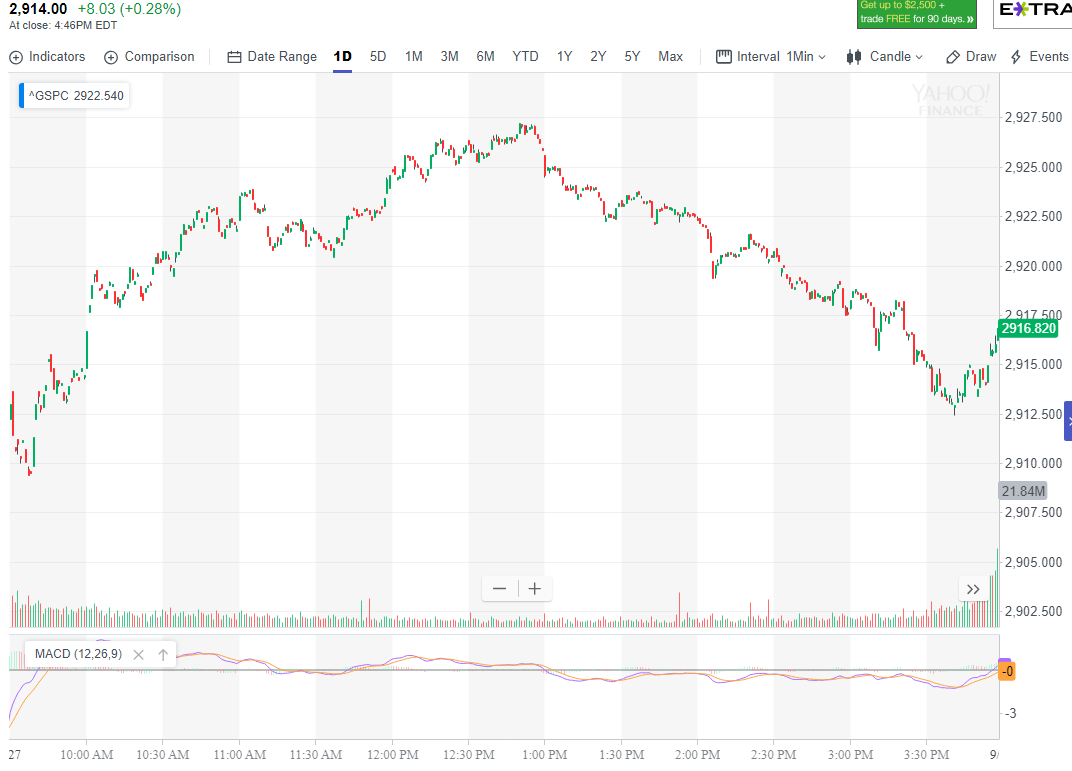 2,914.00 +8.03 (+0.28%)
At close: 4:46PM EDT
Get up to $2,500 +
trade FREE for 90 days. »
E*TRA
Indicators Comparison Date Range 1D 5D 1M 3M 6M YTD 1Y 2Y 5Y Max Interval 1Min Candle Draw Events
^GSPC 2922.540
YAHOO!
FINANCE
2,927.500
2,925.000
2,922.500
2,920.000
2,917.500
2916.820
2,915.000
2,912.500
2,910.000
21.84M
2,907.500
2,905.000
2,902.500
MACD (12,26,9)
-0
-3
27 10:00 AM 10:30 AM 11:00 AM 11:30 AM 12:00 PM 12:30 PM 1:00 PM 1:30 PM 2:00 PM 2:30 PM 3:00 PM 3:30 PM 9/